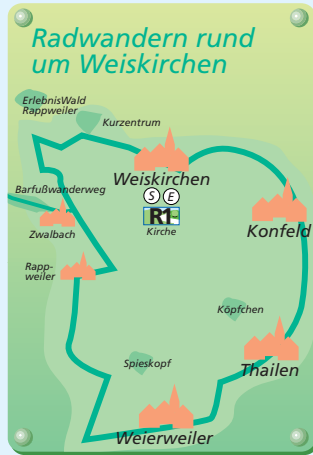 Radwandern rund
um Weiskirchen
ErlebnisWald
Rappweiler
Kurzentrum
Weiskirchen
S E
R1
Kirche
Barfußwanderweg
Zwalbach
Konfeld
Rapp-
weiler
Köpfchen
Spieskopf
Thailen
Weierweiler